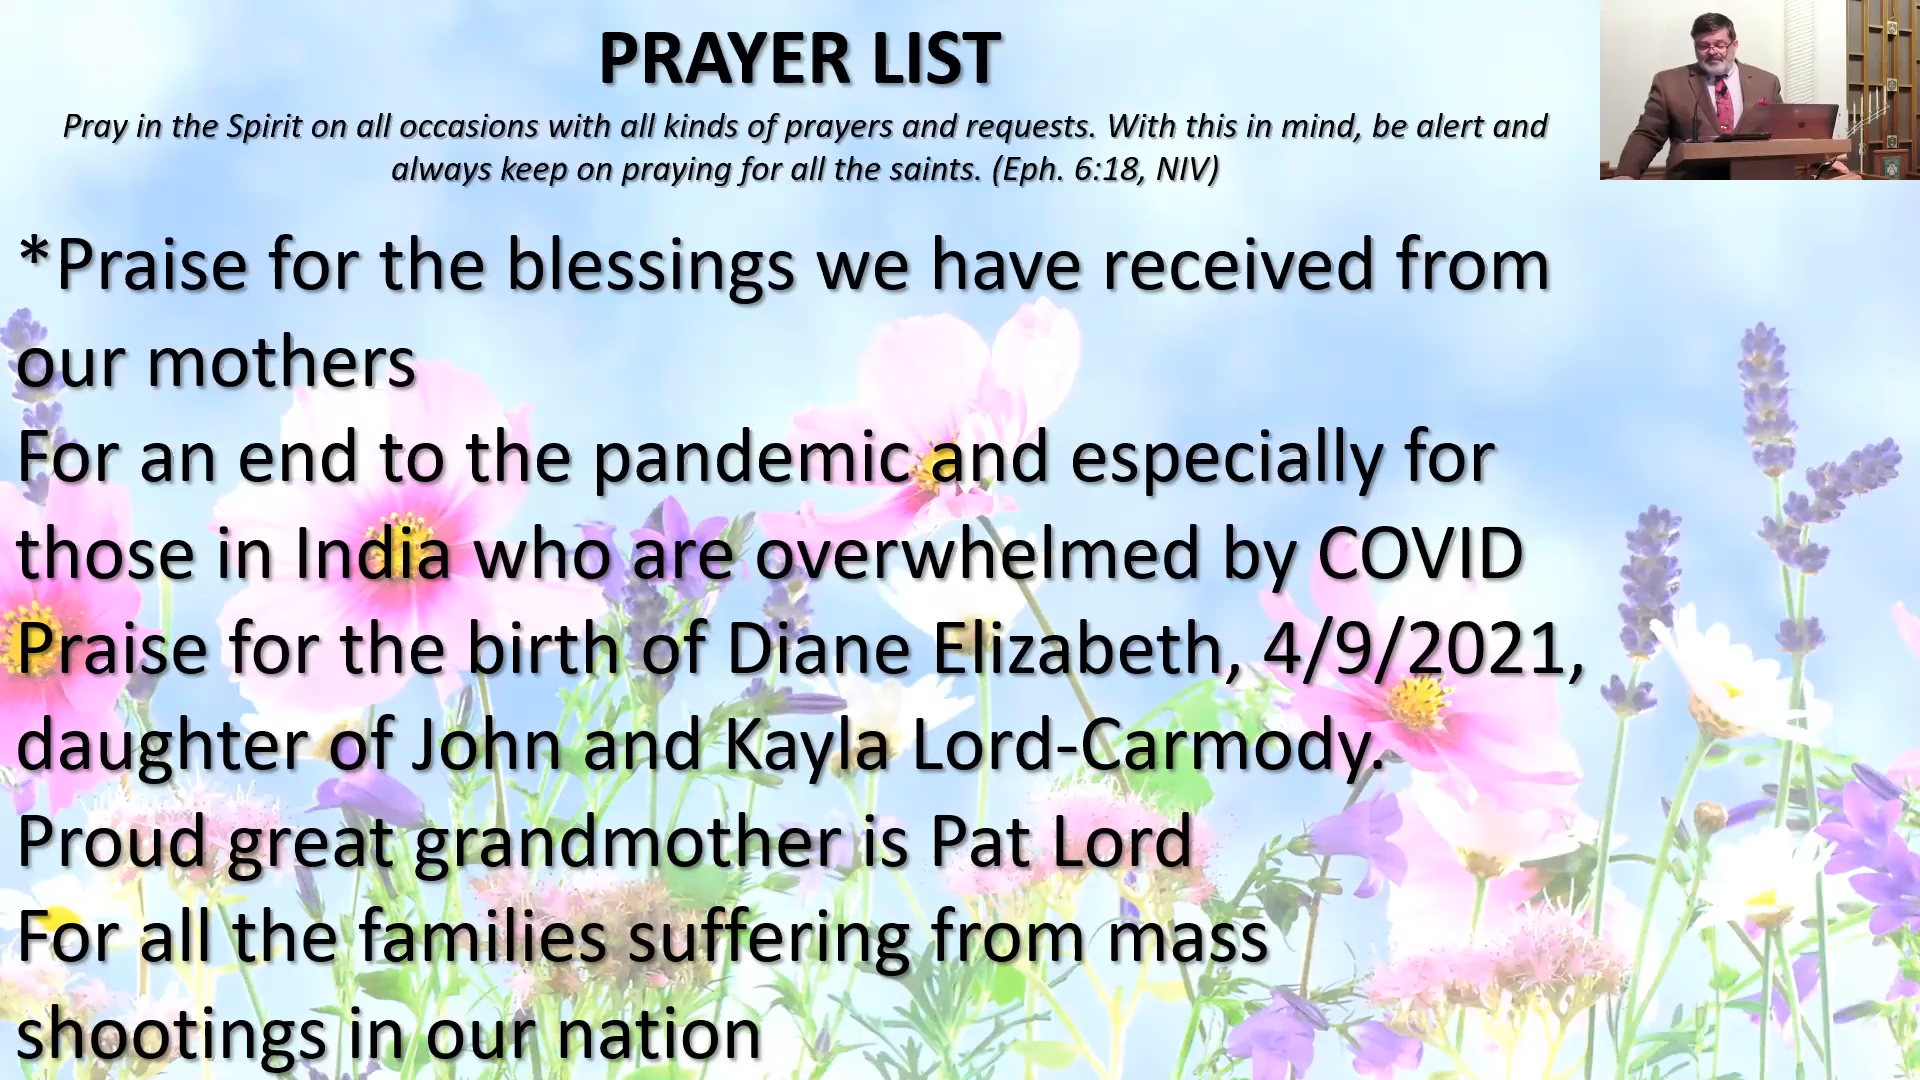 PRAYER LIST
Pray in the Spirit on all occasions with all kinds of prayers and requests. With this in mind, be alert and
always keep on praying for all the saints. (Eph. 6:18, NIV)
*Praise for the blessings we have received from
our mothers
For an end to the pandemic and especially for
those in India who are overwhelmed by COVID
Praise for the birth of Diane Elizabeth, 4/9/2021,
daughter of John and Kayla Lord-Carmody.
Proud great grandmother is Pat Lord
For all the families suffering from mass
shootings in our nation